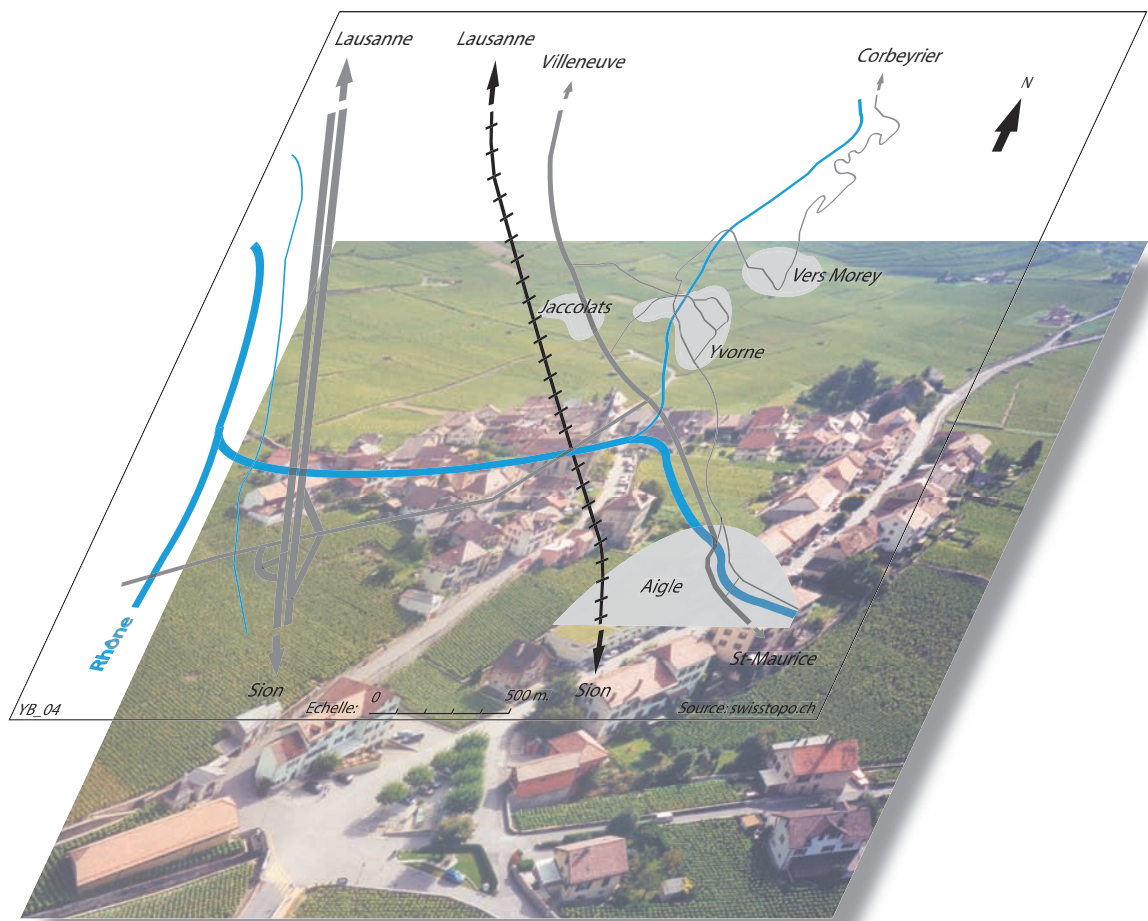 Lausanne
Lausanne
Villeneuve
Corbeyrier
N
Vers Morey
Jaccolats
Yvorne
Aigle
Rhône
St-Maurice
Sion
0
500 m.
Sion
YB_04
Echelle:
Source: swisstopo.ch